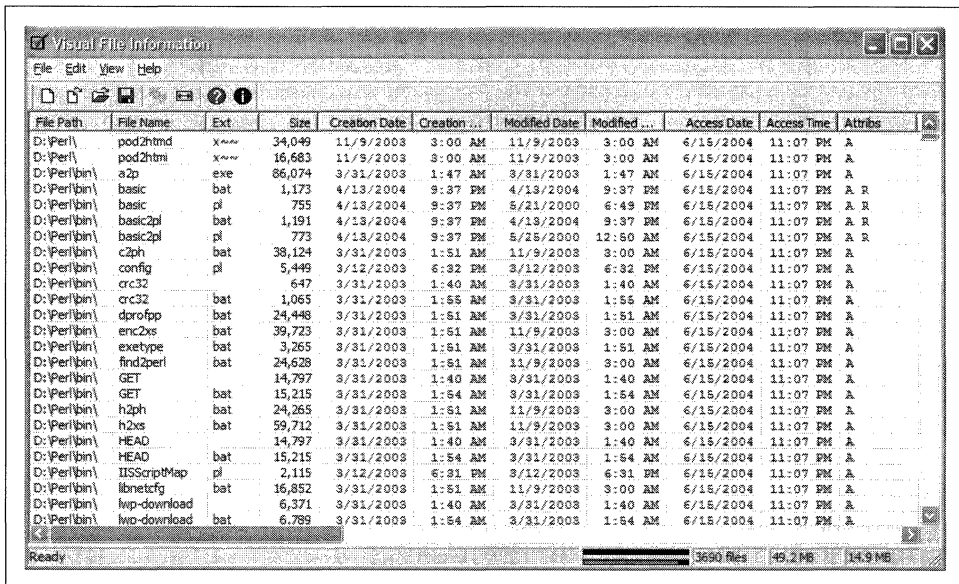 Visual File Information
File Edit View Help
File Path File Name Ext Size Creation Date Creation ... Modified Date Modified ... Access Date Access Time Attribs
D:\Perl\ pod2htmd x~~ 34,049 11/9/2003 3:00 AM 11/9/2003 3:00 AM 6/15/2004 11:07 PM A
D:\Perl\ pod2htmi x~~ 16,683 11/9/2003 3:00 AM 11/9/2003 3:00 AM 6/15/2004 11:07 PM A
D:\Perl\bin\ a2p exe 86,074 3/31/2003 1:47 AM 3/31/2003 1:47 AM 6/15/2004 11:07 PM A
D:\Perl\bin\ basic bat 1,173 4/13/2004 9:37 PM 4/13/2004 9:37 PM 6/15/2004 11:07 PM A R
D:\Perl\bin\ basic pl 755 4/13/2004 9:37 PM 5/21/2000 6:49 PM 6/15/2004 11:07 PM A R
D:\Perl\bin\ basic2pl bat 1,191 4/13/2004 9:37 PM 4/13/2004 9:37 PM 6/15/2004 11:07 PM A R
D:\Perl\bin\ basic2pl pl 773 4/13/2004 9:37 PM 5/25/2000 12:50 AM 6/15/2004 11:07 PM A R
D:\Perl\bin\ c2ph bat 38,124 3/31/2003 1:51 AM 11/9/2003 3:00 AM 6/15/2004 11:07 PM A
D:\Perl\bin\ config pl 5,449 3/12/2003 6:32 PM 3/12/2003 6:32 PM 6/15/2004 11:07 PM A
D:\Perl\bin\ crc32 647 3/31/2003 1:40 AM 3/31/2003 1:40 AM 6/15/2004 11:07 PM A
D:\Perl\bin\ crc32 bat 1,065 3/31/2003 1:55 AM 3/31/2003 1:55 AM 6/15/2004 11:07 PM A
D:\Perl\bin\ dprofpp bat 24,448 3/31/2003 1:51 AM 3/31/2003 1:51 AM 6/15/2004 11:07 PM A
D:\Perl\bin\ enc2xs bat 39,723 3/31/2003 1:51 AM 11/9/2003 3:00 AM 6/15/2004 11:07 PM A
D:\Perl\bin\ exetype bat 3,265 3/31/2003 1:51 AM 3/31/2003 1:51 AM 6/15/2004 11:07 PM A
D:\Perl\bin\ find2perl bat 24,628 3/31/2003 1:51 AM 11/9/2003 3:00 AM 6/15/2004 11:07 PM A
D:\Perl\bin\ GET 14,797 3/31/2003 1:40 AM 3/31/2003 1:40 AM 6/15/2004 11:07 PM A
D:\Perl\bin\ GET bat 15,215 3/31/2003 1:54 AM 3/31/2003 1:54 AM 6/15/2004 11:07 PM A
D:\Perl\bin\ h2ph bat 24,265 3/31/2003 1:51 AM 11/9/2003 3:00 AM 6/15/2004 11:07 PM A
D:\Perl\bin\ h2xs bat 59,712 3/31/2003 1:51 AM 11/9/2003 3:00 AM 6/15/2004 11:07 PM A
D:\Perl\bin\ HEAD 14,797 3/31/2003 1:40 AM 3/31/2003 1:40 AM 6/15/2004 11:07 PM A
D:\Perl\bin\ HEAD bat 15,215 3/31/2003 1:54 AM 3/31/2003 1:54 AM 6/15/2004 11:07 PM A
D:\Perl\bin\ IISScriptMap pl 2,115 3/12/2003 6:31 PM 3/12/2003 6:31 PM 6/15/2004 11:07 PM A
D:\Perl\bin\ libnetcfg bat 16,852 3/31/2003 1:51 AM 11/9/2003 3:00 AM 6/15/2004 11:07 PM A
D:\Perl\bin\ lwp-download 6,371 3/31/2003 1:40 AM 3/31/2003 1:40 AM 6/15/2004 11:07 PM A
D:\Perl\bin\ lwp-download bat 6,789 3/31/2003 1:54 AM 3/31/2003 1:54 AM 6/15/2004 11:07 PM A
Ready 3690 files 49.2 MB 14.9 MB